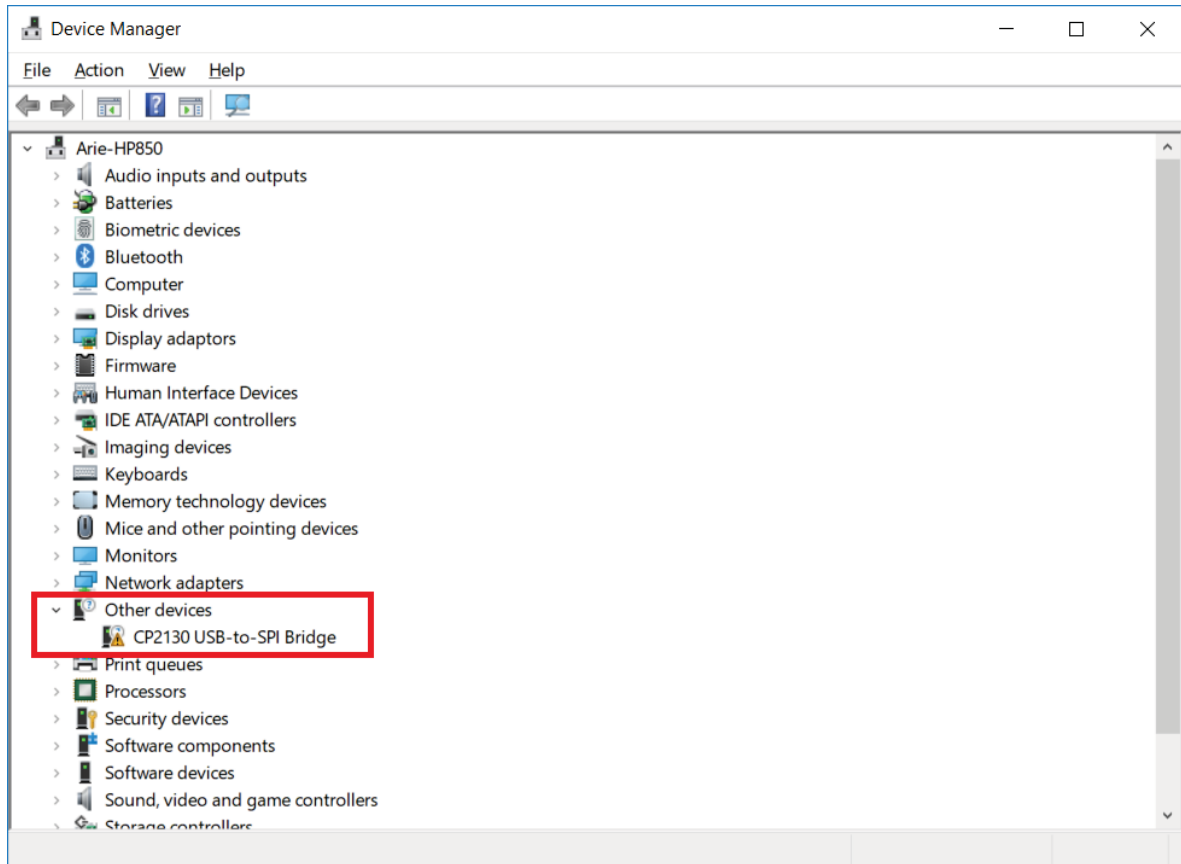 Device Manager
File Action View Help
Arie-HP850
Audio inputs and outputs
Batteries
Biometric devices
Bluetooth
Computer
Disk drives
Display adaptors
Firmware
Human Interface Devices
IDE ATA/ATAPI controllers
Imaging devices
Keyboards
Memory technology devices
Mice and other pointing devices
Monitors
Network adapters
Other devices
CP2130 USB-to-SPI Bridge
Print queues
Processors
Security devices
Software components
Software devices
Sound, video and game controllers
Storage controllers